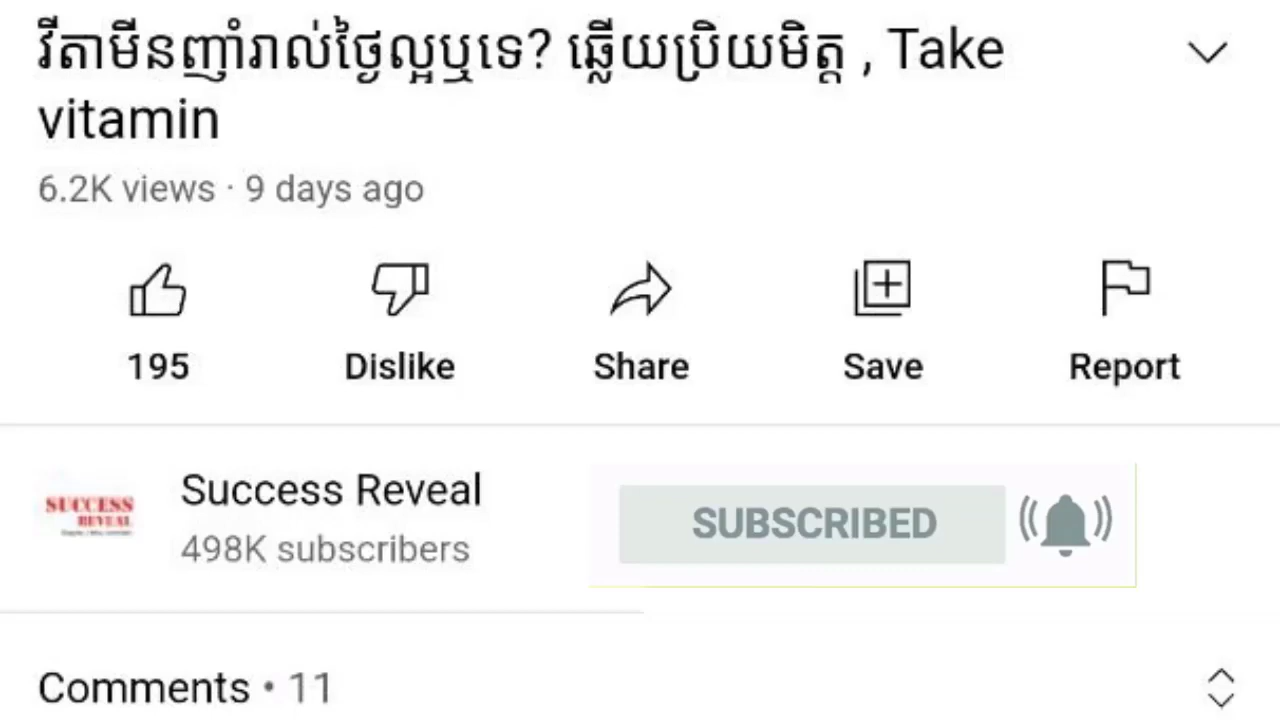 វីតាមីនញាំរាល់ថ្ងៃល្អឬទេ? ឆ្លើយប្រិយមិត្ត , Take
vitamin
6.2K views · 9 days ago
195
Dislike
Share
Save
Report
SUCCESS
REVEAL
Success Reveal
498K subscribers
SUBSCRIBED
Comments • 11